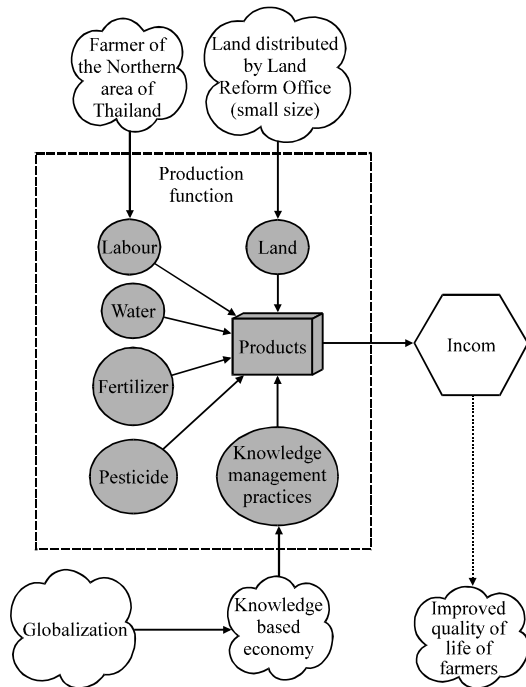 Farmer of
the Northern
area of
Thailand
Land distributed
by Land
Reform Office
(small size)
Production
function
Labour
Land
Water
Products
Incom
Fertilizer
Pesticide
Knowledge
management
practices
Globalization
Knowledge
based
economy
Improved
quality of
life of
farmers